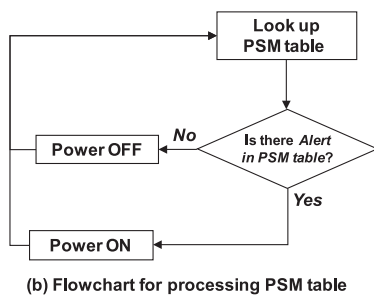 Look up
PSM table
Is there Alert
in PSM table?
No
Power OFF
Yes
Power ON
(b) Flowchart for processing PSM table